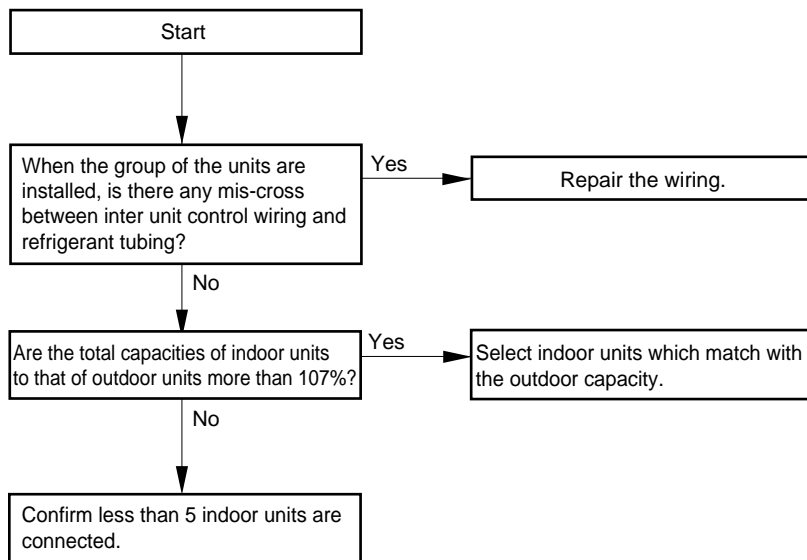 Start
When the group of the units are
installed, is there any mis-cross
between inter unit control wiring and
refrigerant tubing?
Yes
Repair the wiring.
No
Are the total capacities of indoor units
to that of outdoor units more than 107%?
Yes
Select indoor units which match with
the outdoor capacity.
No
Confirm less than 5 indoor units are
connected.